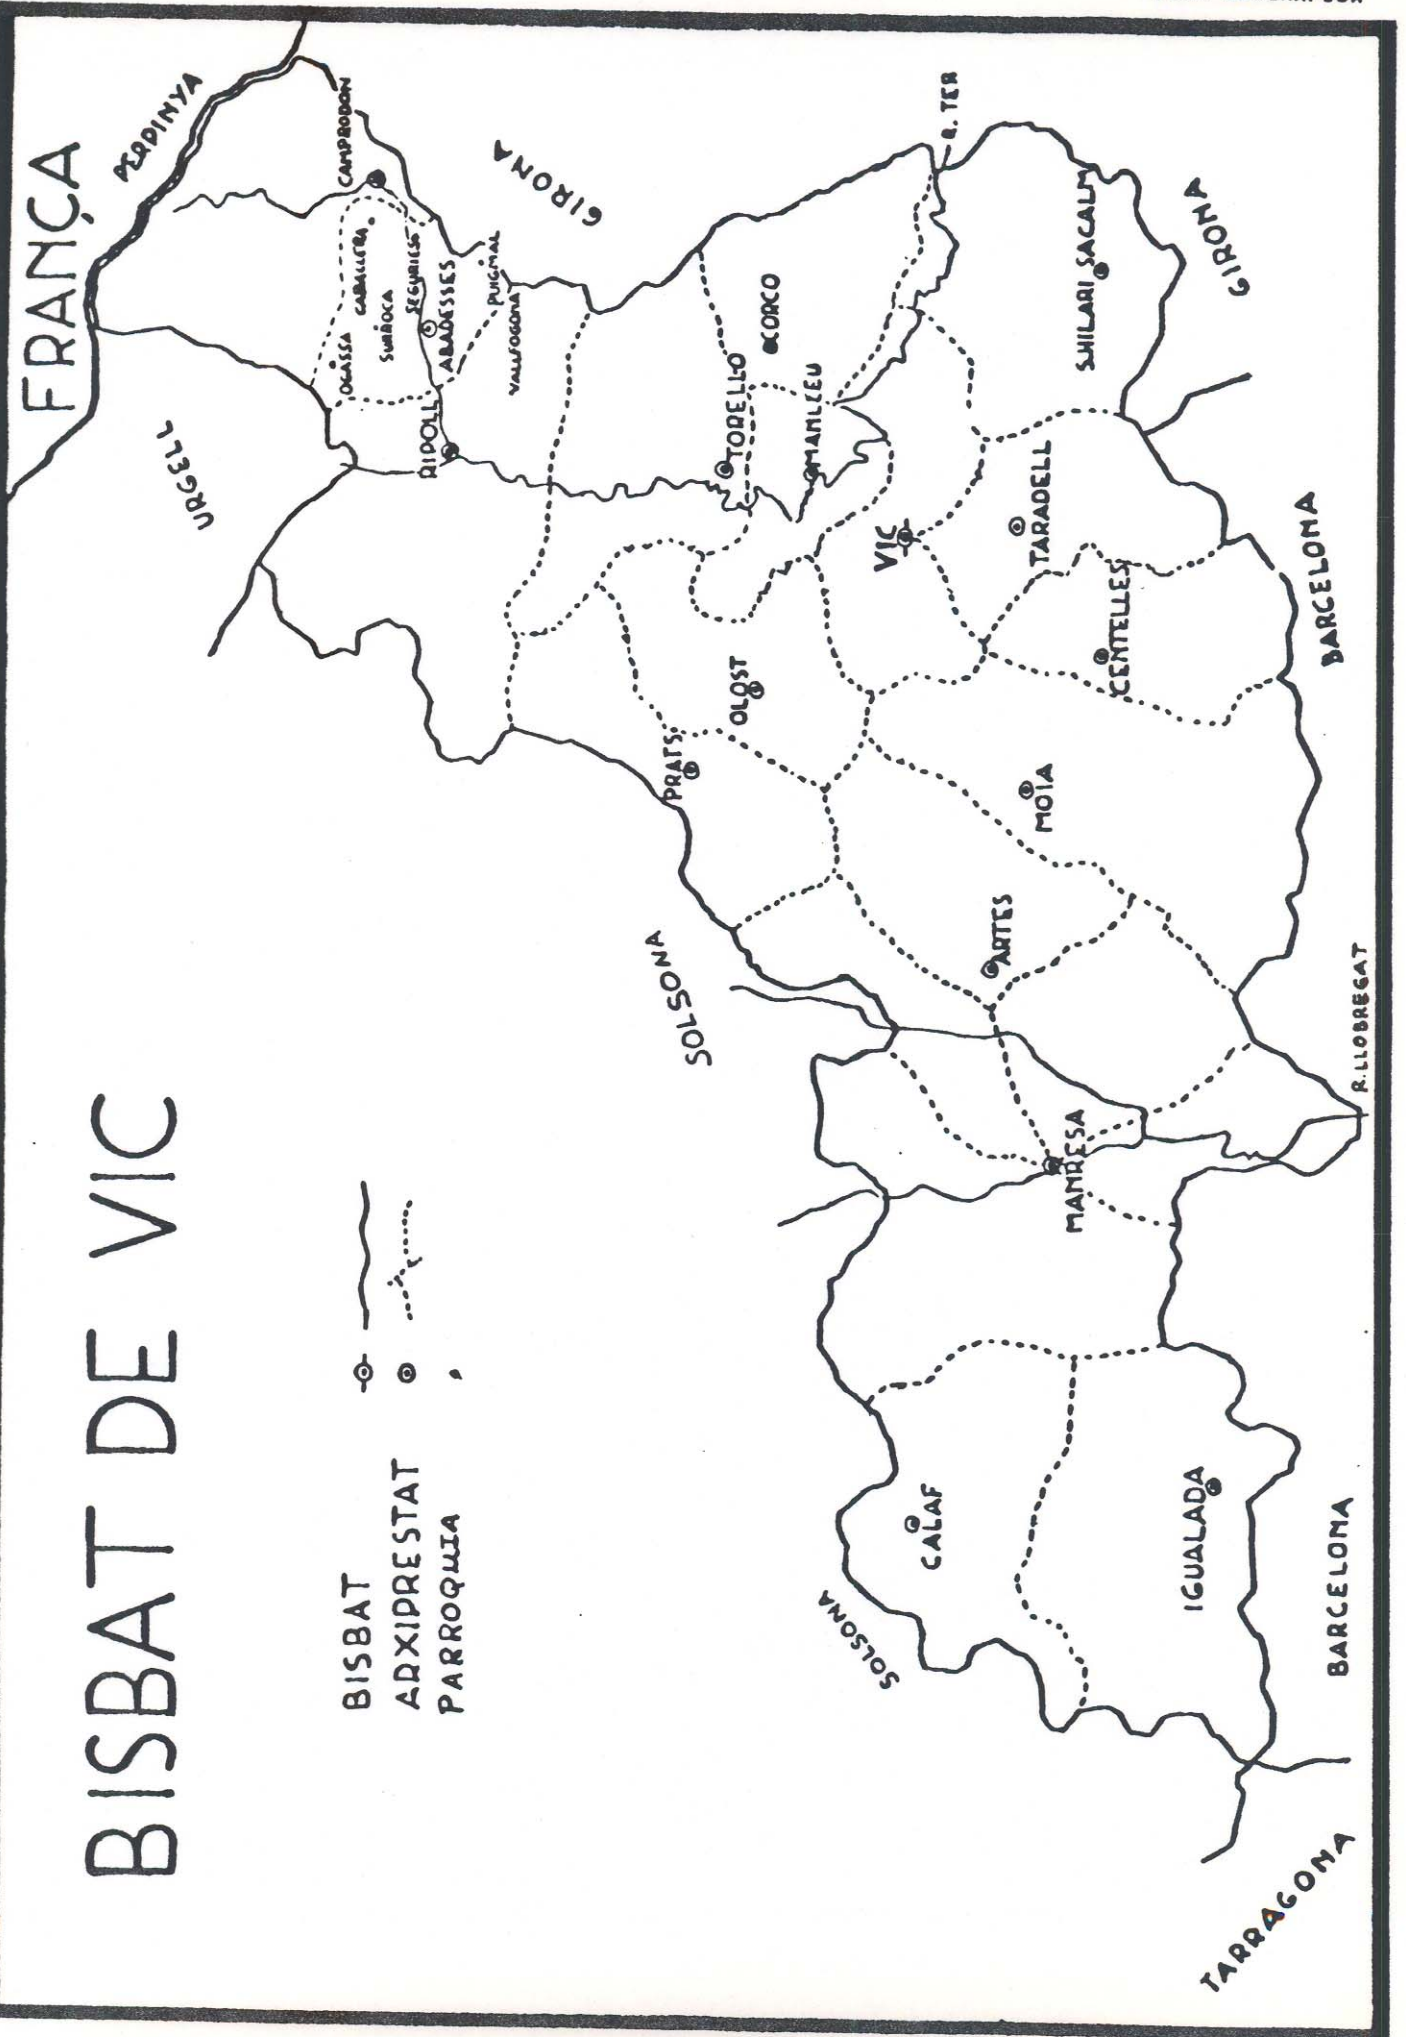 BISBAT DE VIC
FRANÇA
BISBAT
ARXIPRESTAT
PARROQUIA
PERDINYA
URGELL
CAMPRODON
OGASSA
CABALLERA
SURROCA
SEGURIES
ABADESSES
RIPOLL
PUIGMAL
VALLFOGONA
GIRONA
SOLSONA
PRATS
OLOST
TORELLO
CORCO
MANLLEU
R. TER
VIC
SOLSONA
CALAF
ARTES
MOIA
TARADELL
S.HILARI SACALM
MANRESA
CENTELLES
GIRONA
IGUALADA
TARRAGONA
BARCELONA
R. LLOBREGAT
BARCELONA